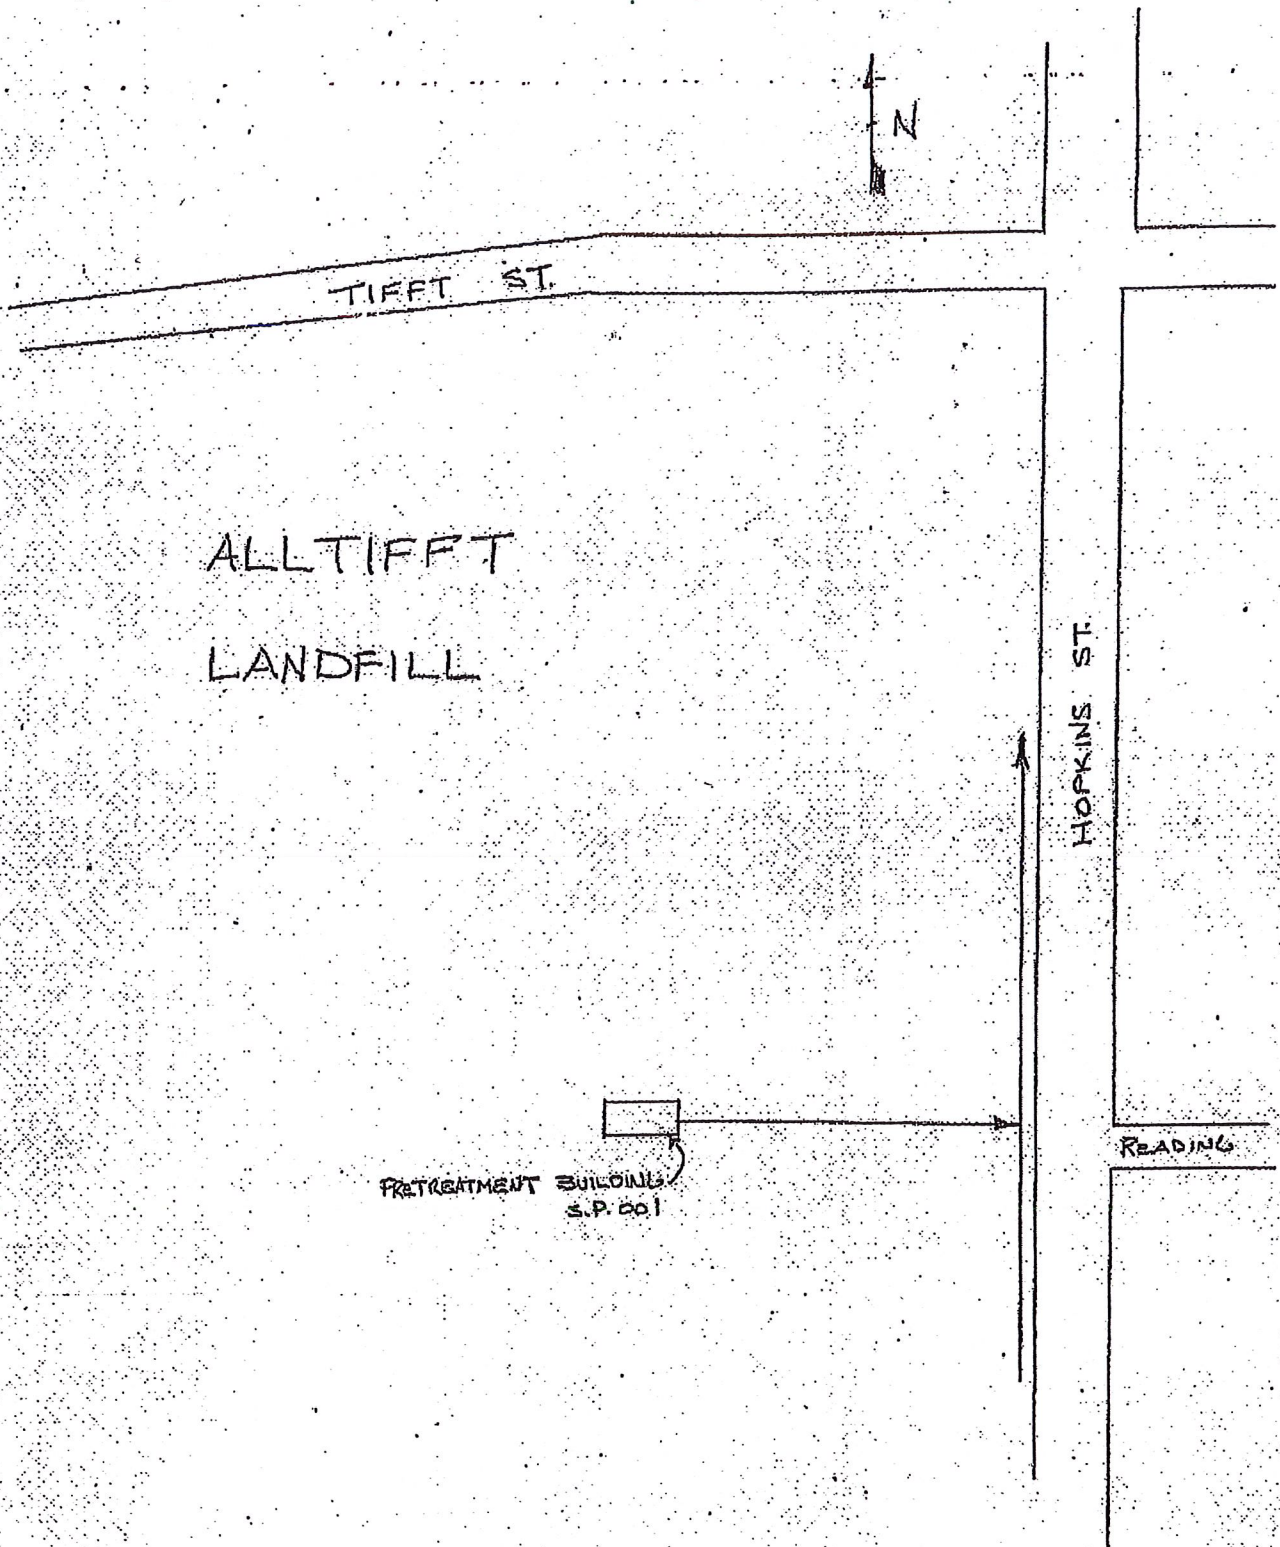 N
TIFFT ST.
ALLTIFFT
LANDFILL
HOPKINS ST.
READING
PRETREATMENT BUILDING
S.P. 001